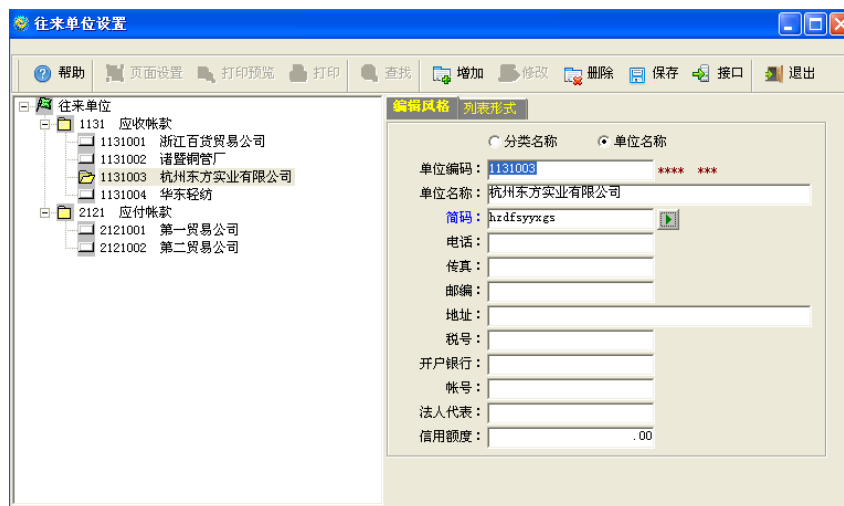 往来单位设置
帮助 页面设置 打印预览 打印 查找 增加 修改 删除 保存 接口 退出
往来单位
1131 应收帐款
1131001 浙江百货贸易公司
1131002 诸暨铜管厂
1131003 杭州东方实业有限公司
1131004 华东轻纺
2121 应付帐款
2121001 第一贸易公司
2121002 第二贸易公司
编辑风格 列表形式
分类名称 单位名称
单位编码：1131003 **** ***
单位名称：杭州东方实业有限公司
简码：hzdfsyyxgs
电话：
传真：
邮编：
地址：
税号：
开户银行：
帐号：
法人代表：
信用额度：.00